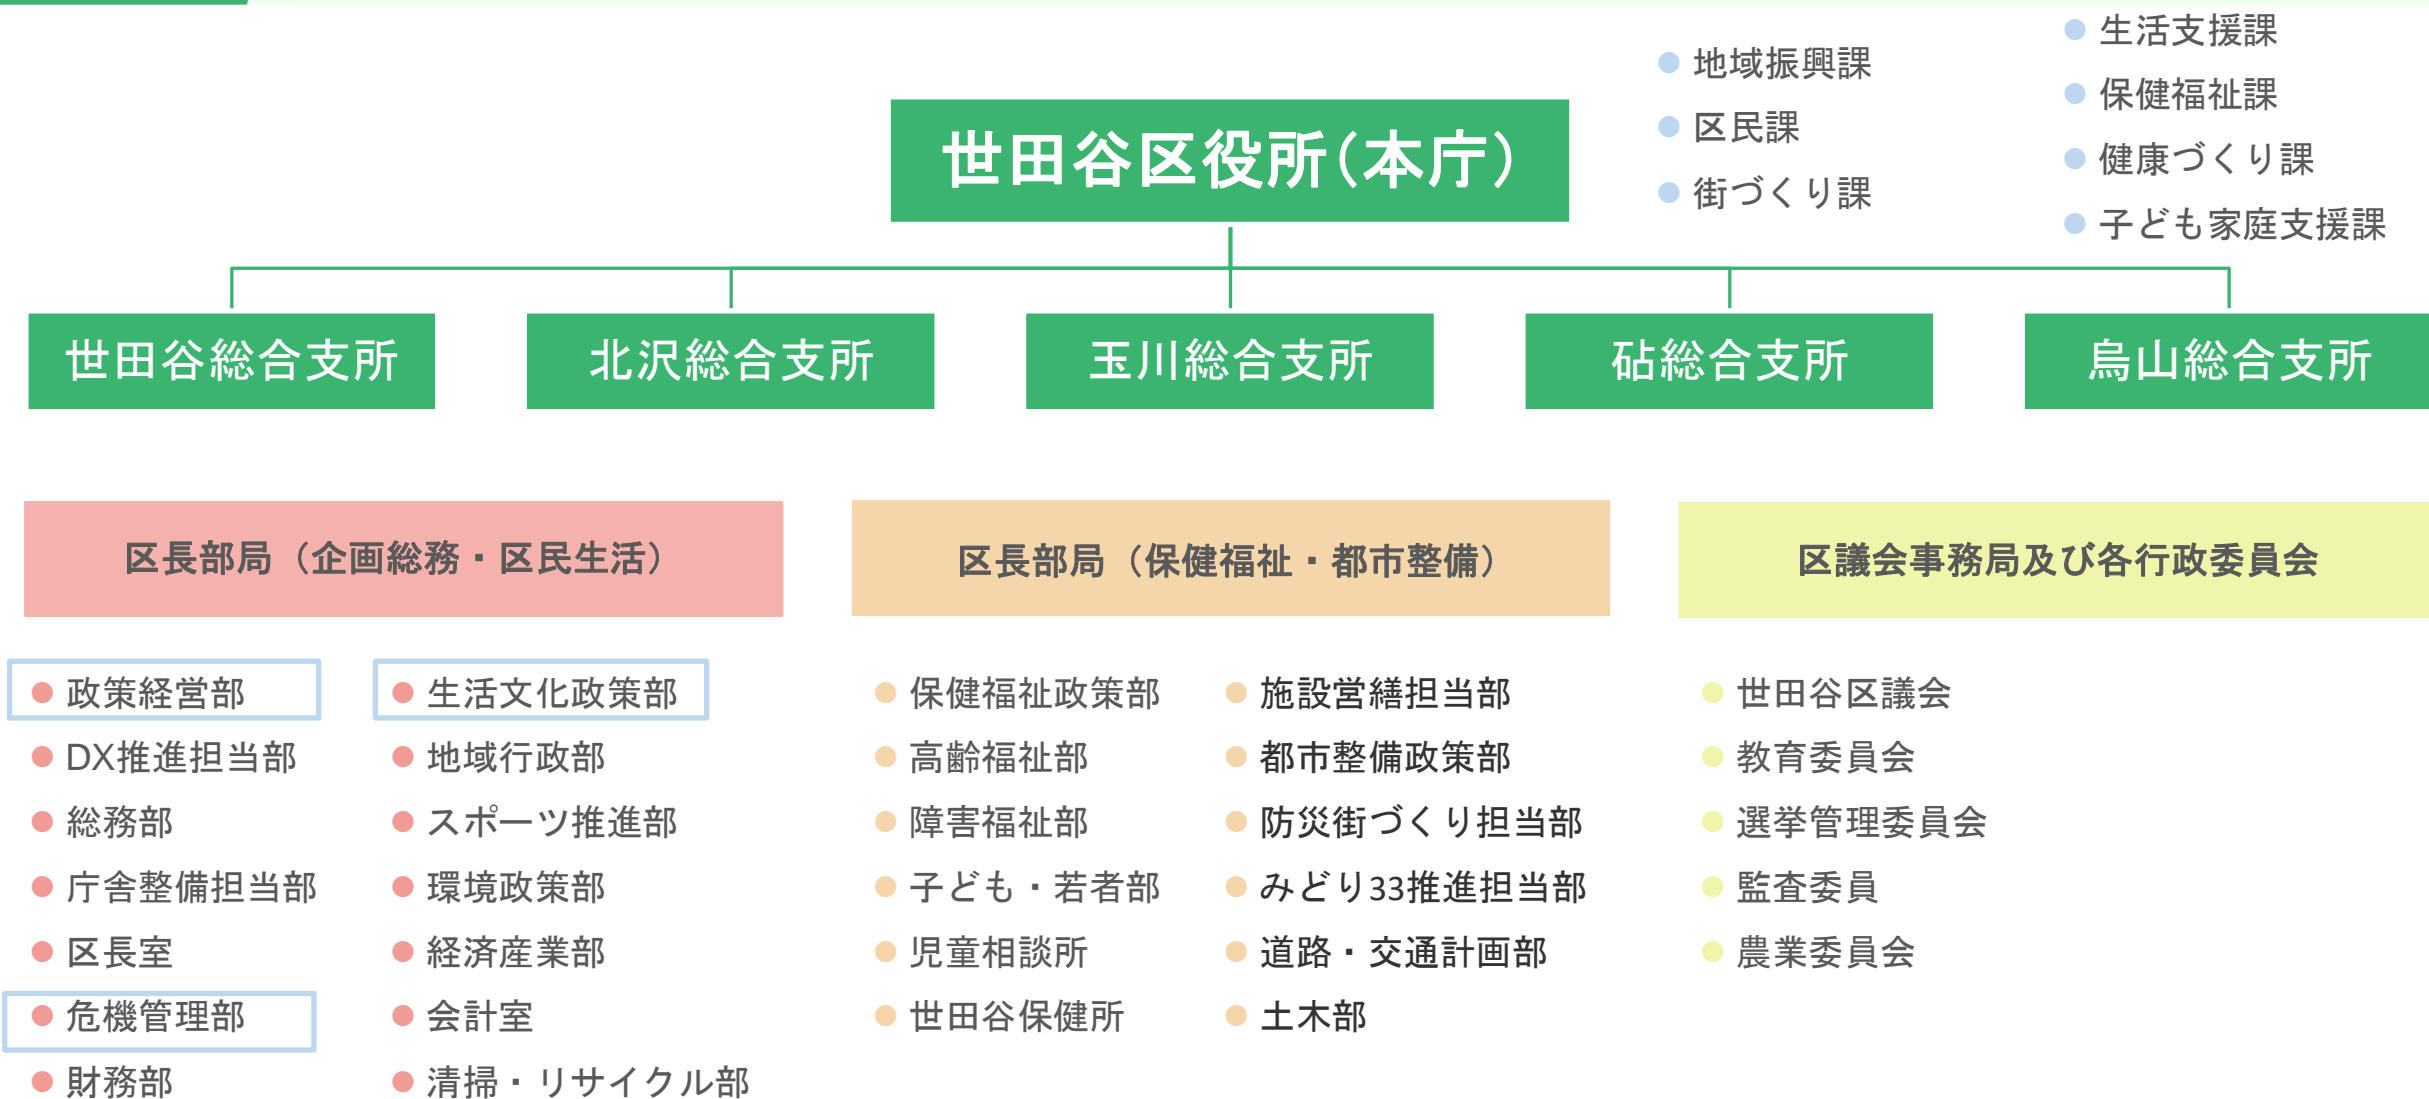 世田谷区役所(本庁)
地域振興課
区民課
街づくり課
生活支援課
保健福祉課
健康づくり課
子ども家庭支援課
世田谷総合支所
北沢総合支所
玉川総合支所
砧総合支所
烏山総合支所
区長部局（企画総務・区民生活）
政策経営部
DX推進担当部
総務部
庁舎整備担当部
区長室
危機管理部
財務部
生活文化政策部
地域行政部
スポーツ推進部
環境政策部
経済産業部
会計室
清掃・リサイクル部
区長部局（保健福祉・都市整備）
保健福祉政策部
高齢福祉部
障害福祉部
子ども・若者部
児童相談所
世田谷保健所
施設営繕担当部
都市整備政策部
防災街づくり担当部
みどり33推進担当部
道路・交通計画部
土木部
区議会事務局及び各行政委員会
世田谷区議会
教育委員会
選挙管理委員会
監査委員
農業委員会